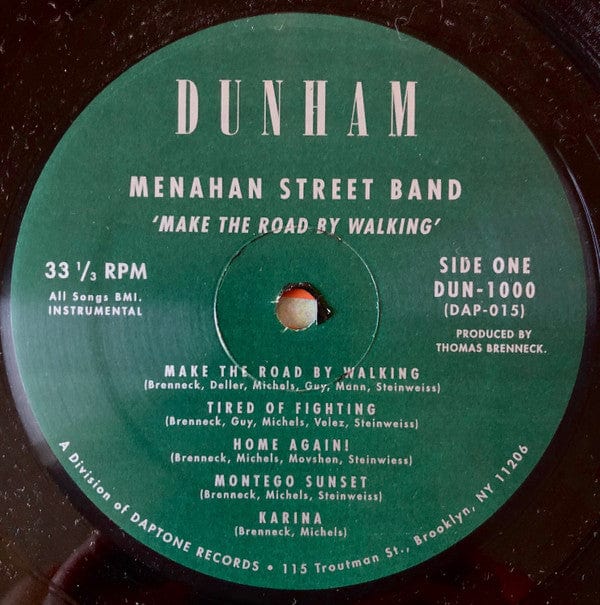 DUNHAM
MENAHAN STREET BAND
'MAKE THE ROAD BY WALKING'
33 1/3 RPM
All Songs BMI.
INSTRUMENTAL
SIDE ONE
DUN-1000
(DAP-015)
PRODUCED BY
THOMAS BRENNECK.
MAKE THE ROAD BY WALKING
(Brenneck, Deller, Michels, Guy, Mann, Steinweiss)
TIRED OF FIGHTING
(Brenneck, Guy, Michels, Velez, Steinweiss)
HOME AGAIN!
(Brenneck, Michels, Movshon, Steinwiess)
MONTEGO SUNSET
(Brenneck, Michels, Steinweiss)
KARINA
(Brenneck, Michels)
A Division of DAPTONE RECORDS • 115 Troutman St., Brooklyn, NY 11206